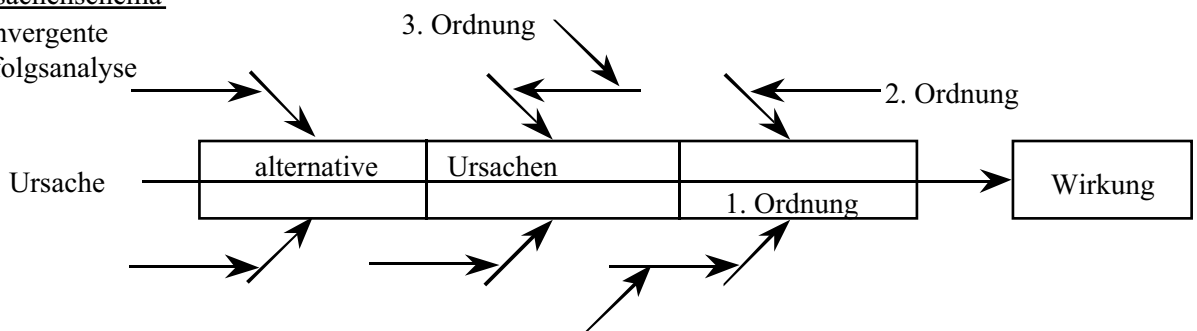 3. Ordnung
2. Ordnung
Ursache
alternative
Ursachen
1. Ordnung
Wirkung